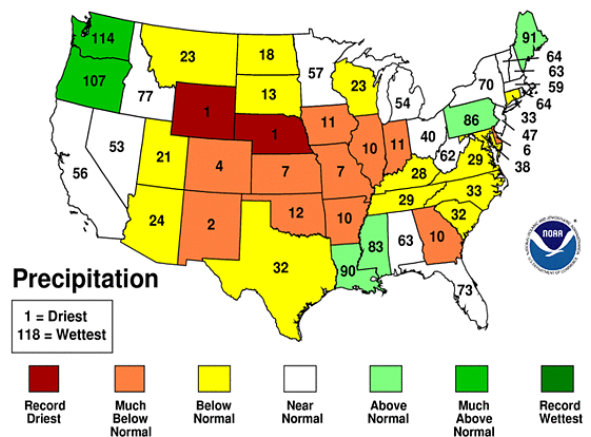 114
91
107
23
18
57
23
54
70
64
63
59
64
33
47
6
38
77
1
13
86
1
11
10
11
40
62
29
56
53
21
4
7
7
28
33
24
2
12
10
29
32
32
90
83
63
10
73
NOAA
Precipitation
1 = Driest
118 = Wettest
Record
Driest
Much
Below
Normal
Below
Normal
Near
Normal
Above
Normal
Much
Above
Normal
Record
Wettest